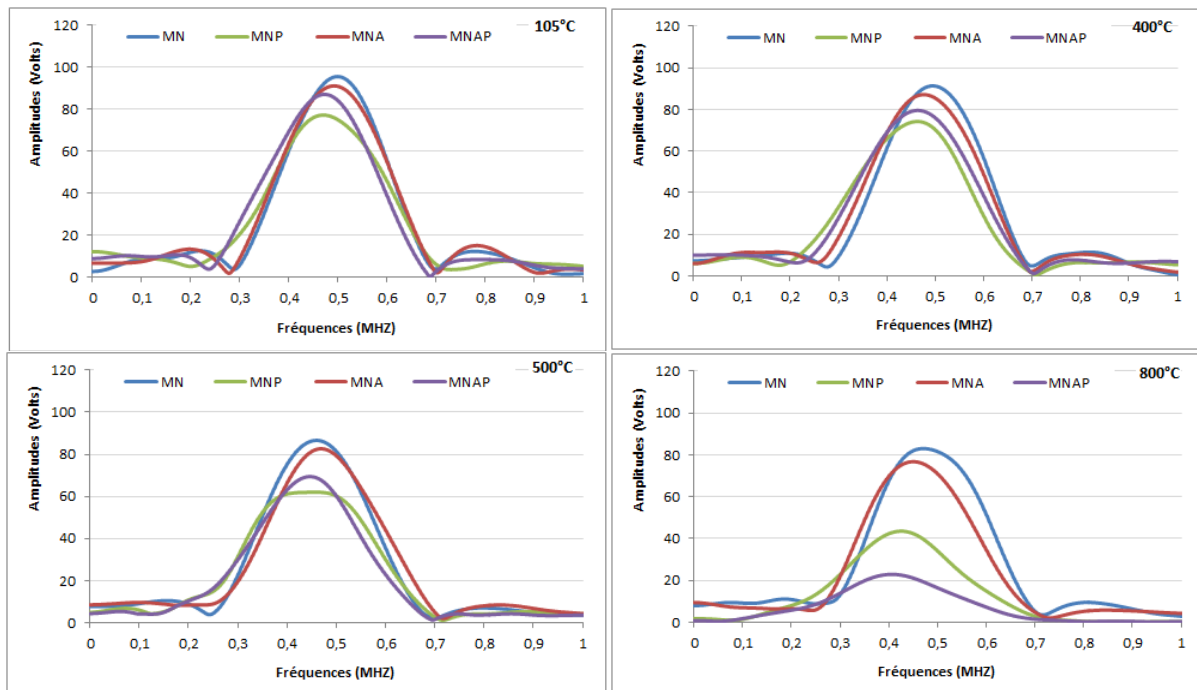 105°C
MN MNP MNA MNAP
Amplitudes (Volts)
120
100
80
60
40
20
0
0 0,1 0,2 0,3 0,4 0,5 0,6 0,7 0,8 0,9 1
Fréquences (MHZ)
400°C
MN MNP MNA MNAP
Amplitudes (Volts)
120
100
80
60
40
20
0
0 0,1 0,2 0,3 0,4 0,5 0,6 0,7 0,8 0,9 1
Fréquences (MHZ)
500°C
MN MNP MNA MNAP
Amplitudes (Volts)
120
100
80
60
40
20
0
0 0,1 0,2 0,3 0,4 0,5 0,6 0,7 0,8 0,9 1
Fréquences (MHZ)
800°C
MN MNP MNA MNAP
Amplitudes (Volts)
120
100
80
60
40
20
0
0 0,1 0,2 0,3 0,4 0,5 0,6 0,7 0,8 0,9 1
Fréquences (MHZ)